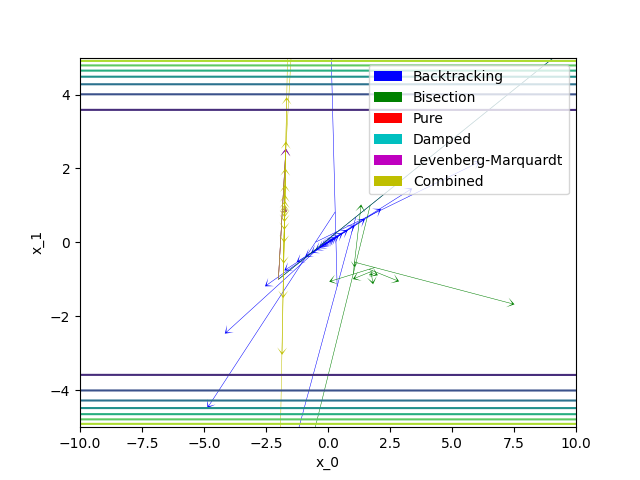 Backtracking
Bisection
Pure
Damped
Levenberg-Marquardt
Combined
4
2
0
−2
−4
x_1
−10.0 −7.5 −5.0 −2.5 0.0 2.5 5.0 7.5 10.0
x_0